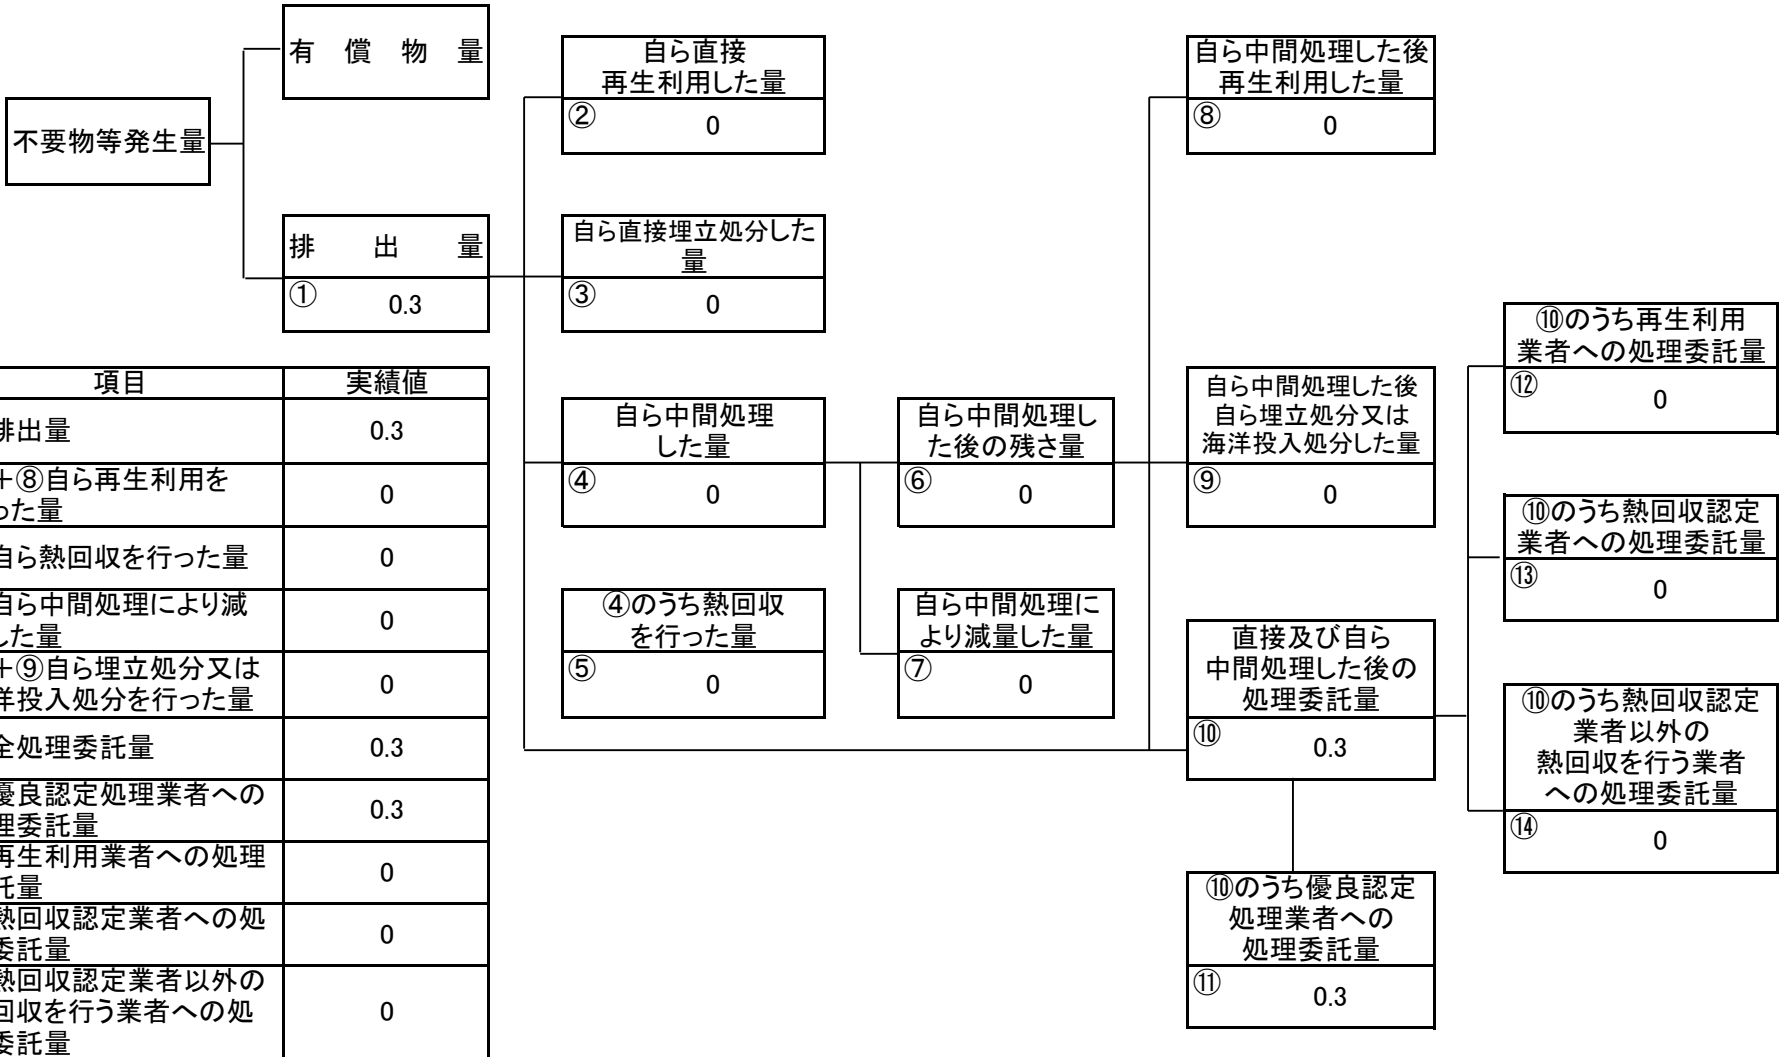 有償物量
不要物等発生量
排出量
① 0.3
自ら直接
再生利用した量
② 0
自ら直接埋立処分した
量
③ 0
自ら中間処理
した量
④ 0
④のうち熱回収
を行った量
⑤ 0
自ら中間処理し
た後の残さ量
⑥ 0
自ら中間処理に
より減量した量
⑦ 0
自ら中間処理した後
再生利用した量
⑧ 0
自ら中間処理した後
自ら埋立処分又は
海洋投入処分した量
⑨ 0
直接及び自ら
中間処理した後の
処理委託量
⑩ 0.3
⑩のうち優良認定
処理業者への
処理委託量
⑪ 0.3
⑩のうち再生利用
業者への処理委託量
⑫ 0
⑩のうち熱回収認定
業者への処理委託量
⑬ 0
⑩のうち熱回収認定
業者以外の
熱回収を行う業者
への処理委託量
⑭ 0
項目 実績値
排出量 0.3
+⑧自ら再生利用を
った量 0
自ら熱回収を行った量 0
自ら中間処理により減
した量 0
+⑨自ら埋立処分又は
洋投入処分を行った量 0
全処理委託量 0.3
優良認定処理業者への
理委託量 0.3
再生利用業者への処理
託量 0
熱回収認定業者への処
委託量 0
熱回収認定業者以外の
回収を行う業者への処
委託量 0